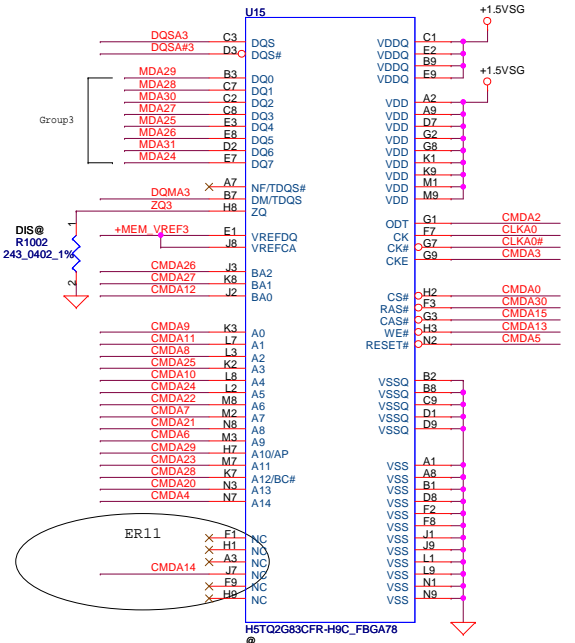 U15
+1.5VSG
DQSA3 C3 DQS VDDQ C1
DQSA#3 D3 DQS# VDDQ E2
VDDQ B9
VDDQ E9
+1.5VSG
MDA29 B3 DQ0
MDA28 C7 DQ1
MDA30 C2 DQ2 VDD A2
MDA27 C8 DQ3 VDD A9
Group3
MDA25 E3 DQ4 VDD D7
MDA26 E8 DQ5 VDD G2
MDA31 D2 DQ6 VDD G8
MDA24 E7 DQ7 VDD K1
VDD K9
A7 NF/TDQS# VDD M1
DQMA3 B7 DM/TDQS VDD M9
ZQ3 H8 ZQ
1
DIS@
R1002
243_0402_1%
2
ODT G1 CMDA2
+MEM_VREF3 E1 VREFDQ CK F7 CLKA0
J8 VREFCA CK# G7 CLKA0#
CKE G9 CMDA3
CMDA26 J3 BA2
CMDA27 K8 BA1
CMDA12 J2 BA0 CS# H2 CMDA0
RAS# F3 CMDA30
CAS# G3 CMDA15
CMDA9 K3 A0 WE# H3 CMDA13
CMDA11 L7 A1 RESET# N2 CMDA5
CMDA8 L3 A2
CMDA25 K2 A3
CMDA10 L8 A4 VSSQ B2
CMDA24 L2 A5 VSSQ B8
CMDA22 M8 A6 VSSQ C9
CMDA7 M2 A7 VSSQ D1
CMDA21 N8 A8 VSSQ D9
CMDA6 M3 A9
CMDA29 H7 A10/AP
CMDA23 M7 A11 VSS A1
CMDA28 K7 A12/BC# VSS A8
CMDA20 N3 A13 VSS B1
CMDA4 N7 A14 VSS D8
VSS F2
VSS F8
ER11
F1 NC VSS J1
H1 NC VSS J9
A3 NC VSS L1
CMDA14 J7 NC VSS L9
F9 NC VSS N1
H9 NC VSS N9
H5TQ2G83CFR-H9C_FBGA78
@